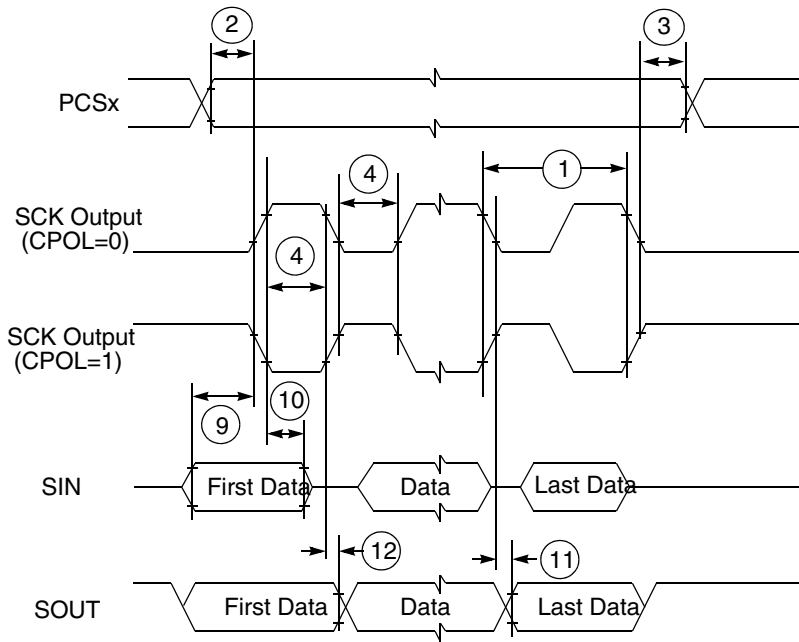 2
3
PCSx
4
1
SCK Output
(CPOL=0)
4
SCK Output
(CPOL=1)
9
10
SIN
First Data
Data
Last Data
12
11
SOUT
First Data
Data
Last Data